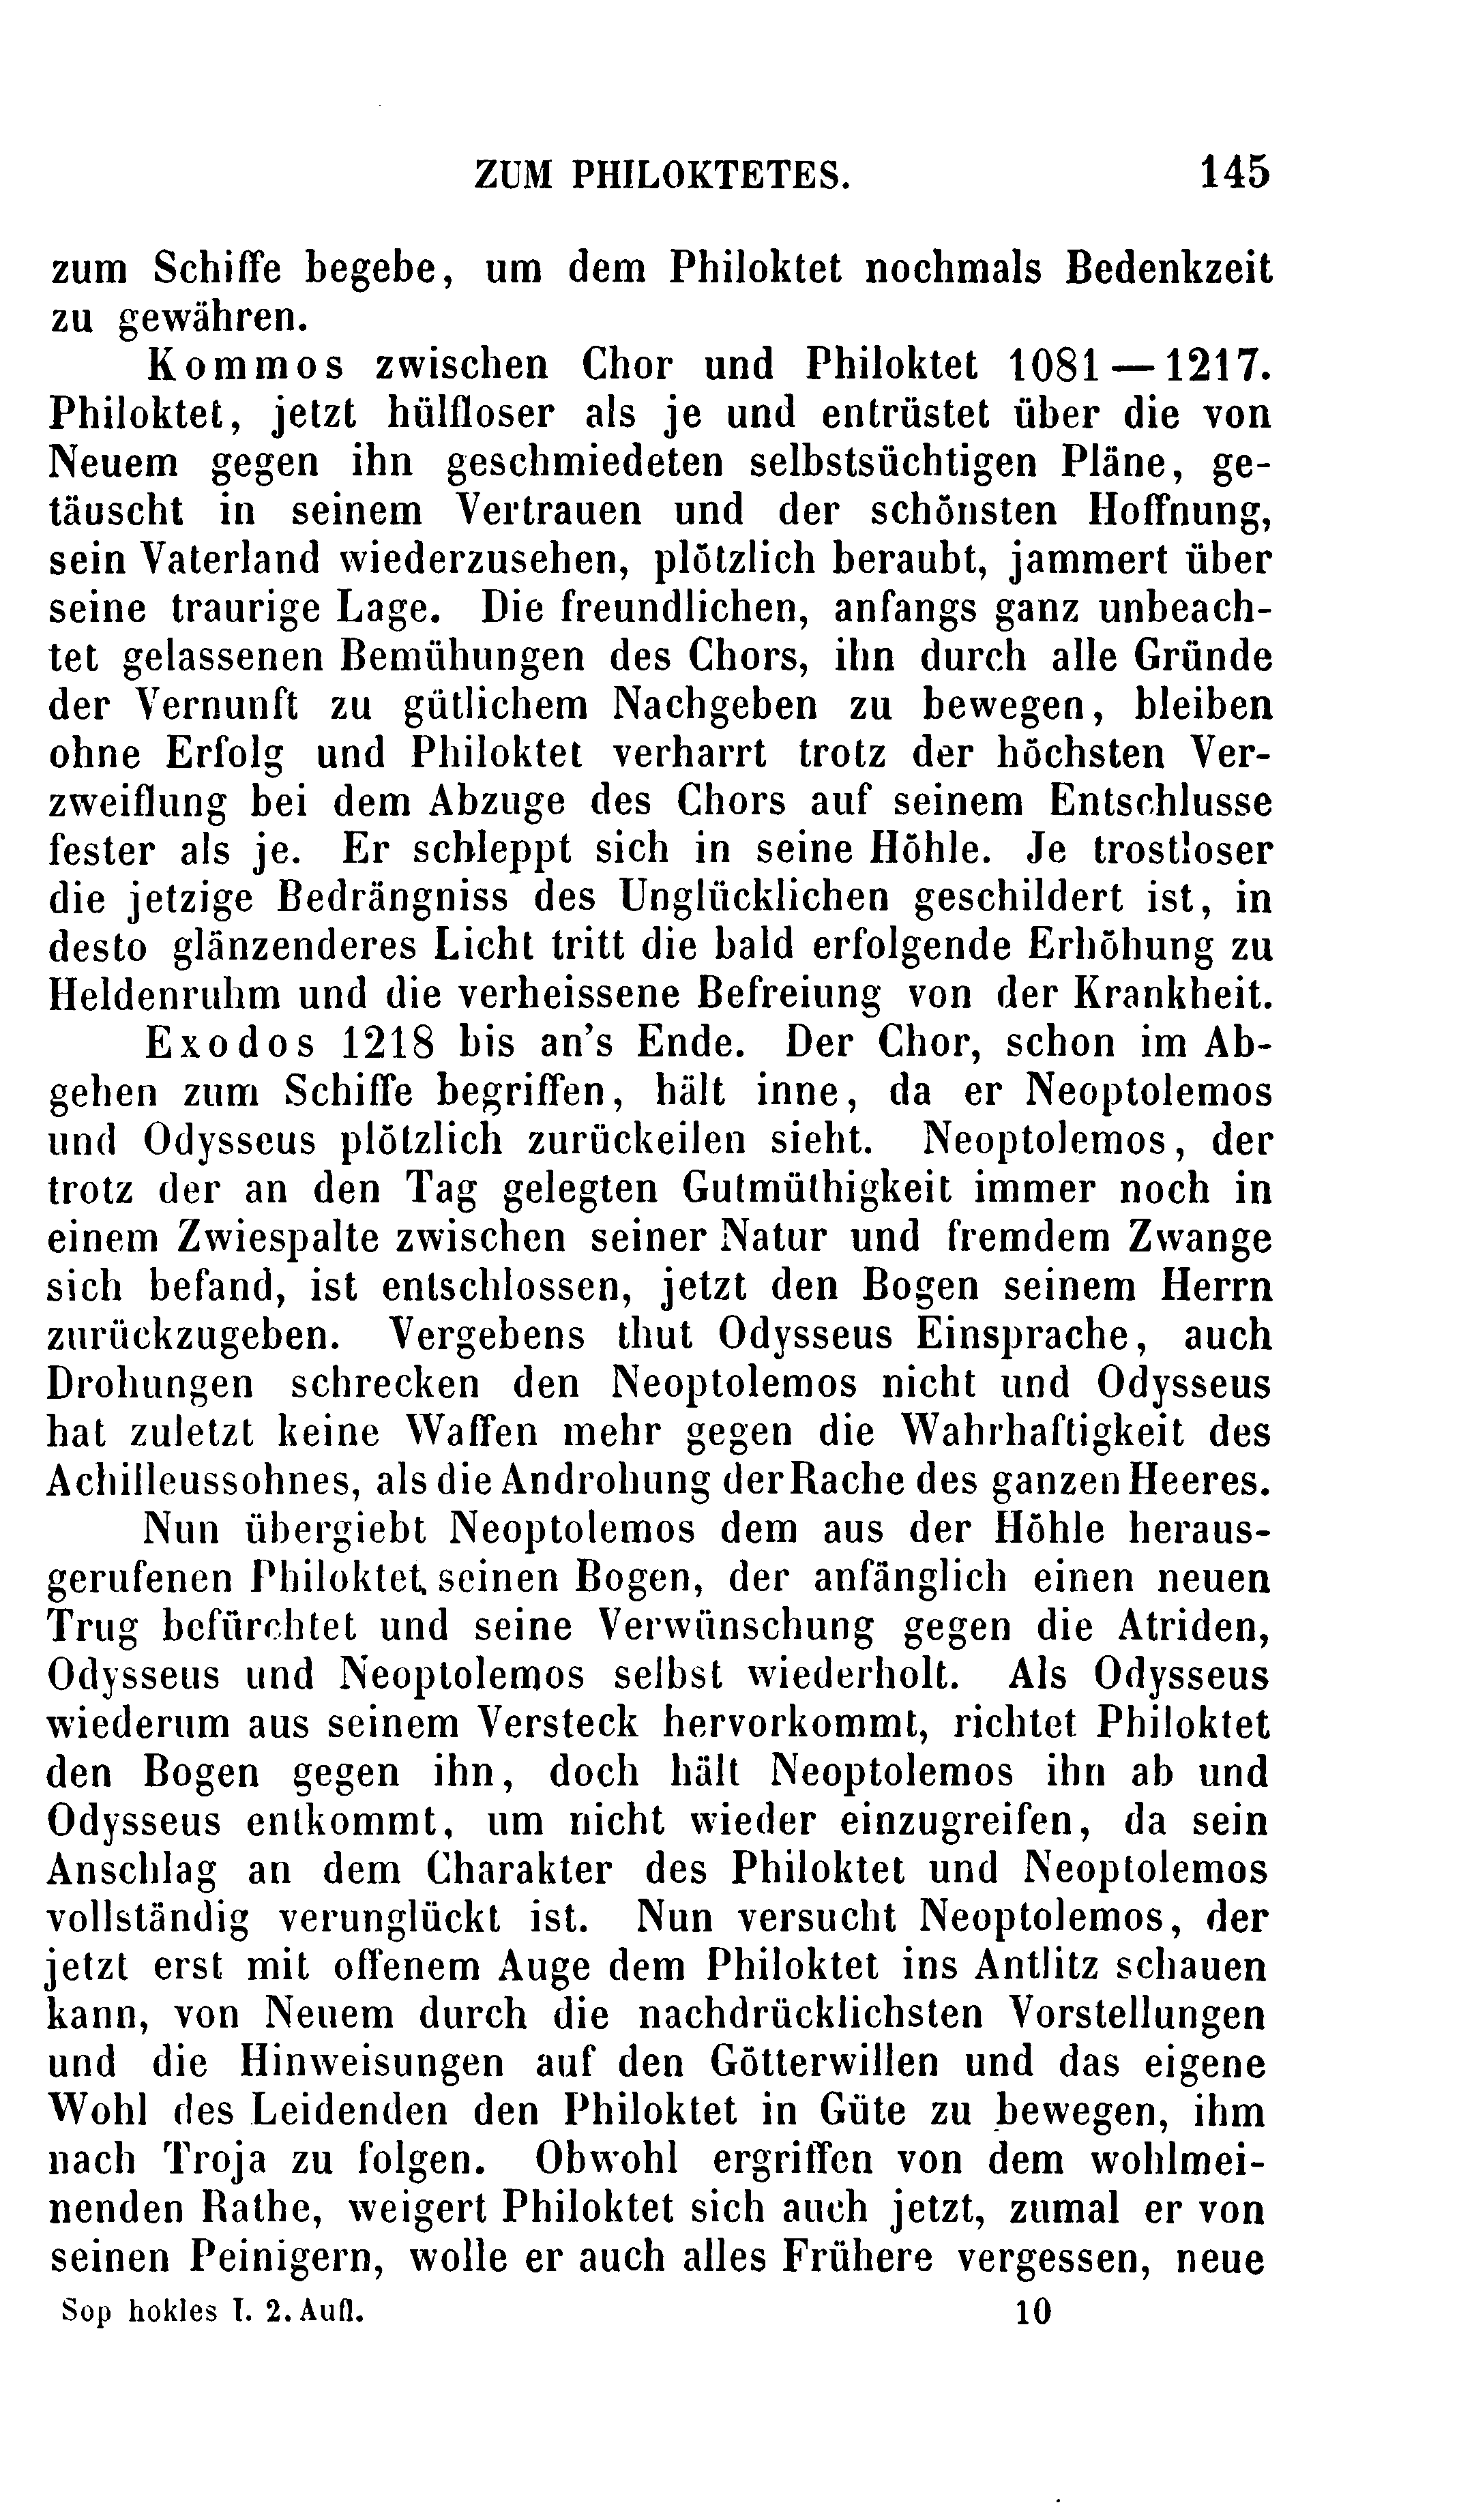 ZUM PHILOKTETES. 145
zum Schiffe begebe, um dem Philoktet nochmals Bedenkzeit
zu gewähren.
Kommos zwischen Chor und Philoktet 1081—1217.
Philoktet, jetzt hülfloser als je und entrüstet über die von
Neuem gegen ihn geschmiedeten selbstsüchtigen Pläne, ge-
täuscht in seinem Vertrauen und der schönsten Hoffnung,
sein Vaterland wiederzusehen, plötzlich beraubt, jammert über
seine traurige Lage. Die freundlichen, anfangs ganz unbeach-
tet gelassenen Bemühungen des Chors, ihn durch alle Gründe
der Vernunft zu gütlichem Nachgeben zu bewegen, bleiben
ohne Erfolg und Philoktet verharrt trotz der höchsten Ver-
zweiflung bei dem Abzuge des Chors auf seinem Entschlusse
fester als je. Er schleppt sich in seine Höhle. Je trostloser
die jetzige Bedrängniss des Unglücklichen geschildert ist, in
desto glänzenderes Licht tritt die bald erfolgende Erhöhung zu
Heldenruhm und die verheissene Befreiung von der Krankheit.
Exodos 1218 bis an's Ende. Der Chor, schon im Ab-
gehen zum Schiffe begriffen, hält inne, da er Neoptolemos
und Odysseus plötzlich zurückeilen sieht. Neoptolemos, der
trotz der an den Tag gelegten Gutmüthigkeit immer noch in
einem Zwiespalte zwischen seiner Natur und fremdem Zwange
sich befand, ist entschlossen, jetzt den Bogen seinem Herrn
zurückzugeben. Vergebens thut Odysseus Einsprache, auch
Drohungen schrecken den Neoptolemos nicht und Odysseus
hat zuletzt keine Waffen mehr gegen die Wahrhaftigkeit des
Achilleussohnes, als die Androhung der Rache des ganzen Heeres.
Nun übergiebt Neoptolemos dem aus der Höhle heraus-
gerufenen Philoktet, seinen Bogen, der anfänglich einen neuen
Trug befürchtet und seine Verwünschung gegen die Atriden,
Odysseus und Neoptolemos selbst wiederholt. Als Odysseus
wiederum aus seinem Versteck hervorkommt, richtet Philoktet
den Bogen gegen ihn, doch hält Neoptolemos ihn ab und
Odysseus entkommt, um nicht wieder einzugreifen, da sein
Anschlag an dem Charakter des Philoktet und Neoptolemos
vollständig verunglückt ist. Nun versucht Neoptolemos, der
jetzt erst mit offenem Auge dem Philoktet ins Antlitz schauen
kann, von Neuem durch die nachdrücklichsten Vorstellungen
und die Hinweisungen auf den Götterwillen und das eigene
Wohl des Leidenden den Philoktet in Güte zu bewegen, ihm
nach Troja zu folgen. Obwohl ergriffen von dem wohlmei-
nenden Rathe, weigert Philoktet sich auch jetzt, zumal er von
seinen Peinigern, wolle er auch alles Frühere vergessen, neue
Sop hokles I. 2. Aufl. 10